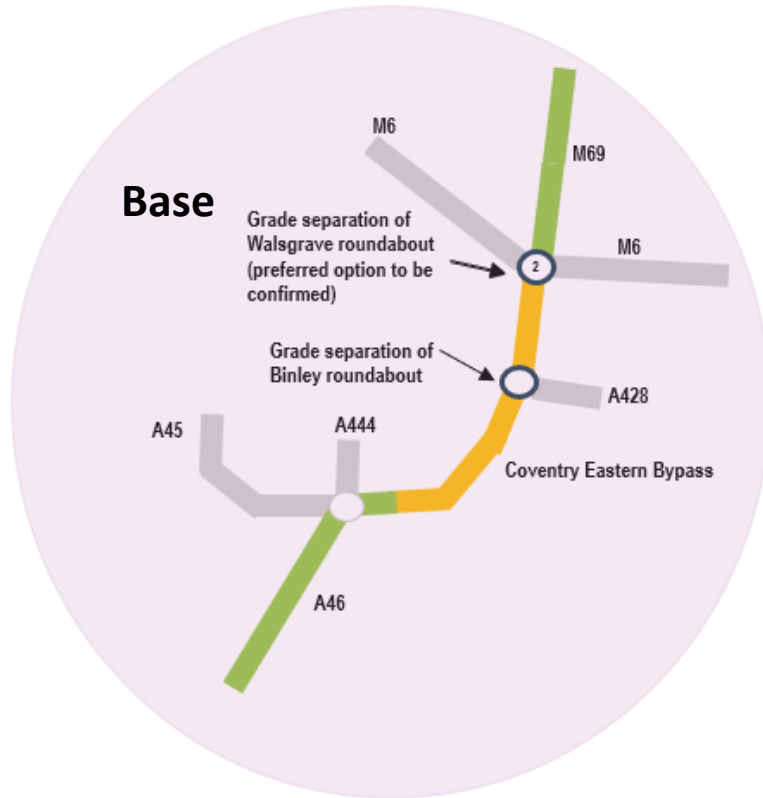 M6
M69
Base
Grade separation of
Walsgrave roundabout
(preferred option to be
confirmed)
M6
2
Grade separation of
Binley roundabout
A428
A45
A444
Coventry Eastern Bypass
A46